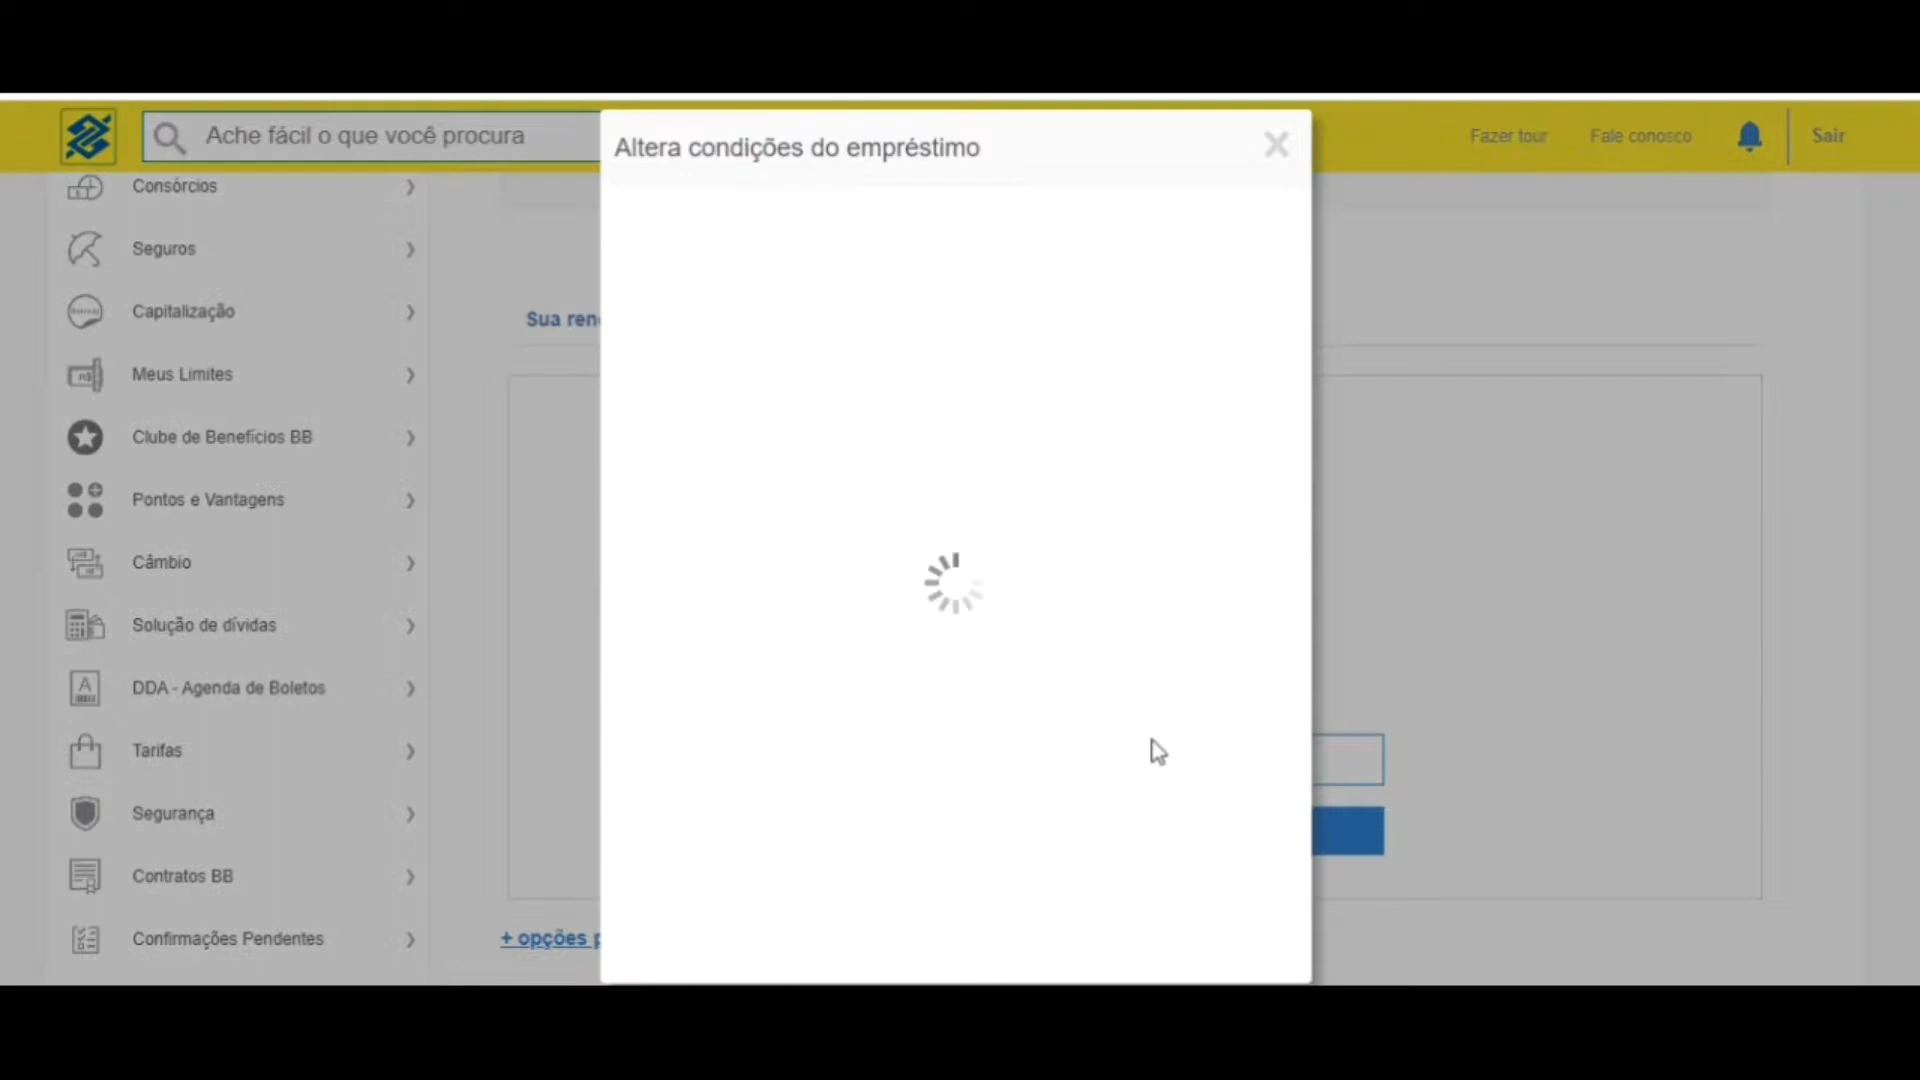 Ache fácil o que você procura
Altera condições do empréstimo
Fazer tour
Fale conosco
Sair
Consórcios
Seguros
Capitalização
Meus Limites
Clube de Benefícios BB
Pontos e Vantagens
Câmbio
Solução de dívidas
DDA - Agenda de Boletos
Tarifas
Segurança
Contratos BB
Confirmações Pendentes
Sua ren
+ opções p